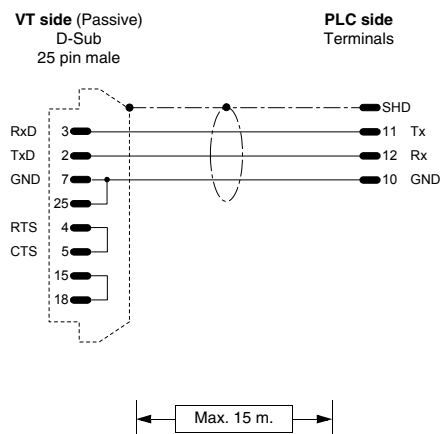 VT side (Passive)
D-Sub
25 pin male
PLC side
Terminals
SHD
RxD 3 11 Tx
TxD 2 12 Rx
GND 7 10 GND
25
RTS 4
CTS 5
15
18
Max. 15 m.